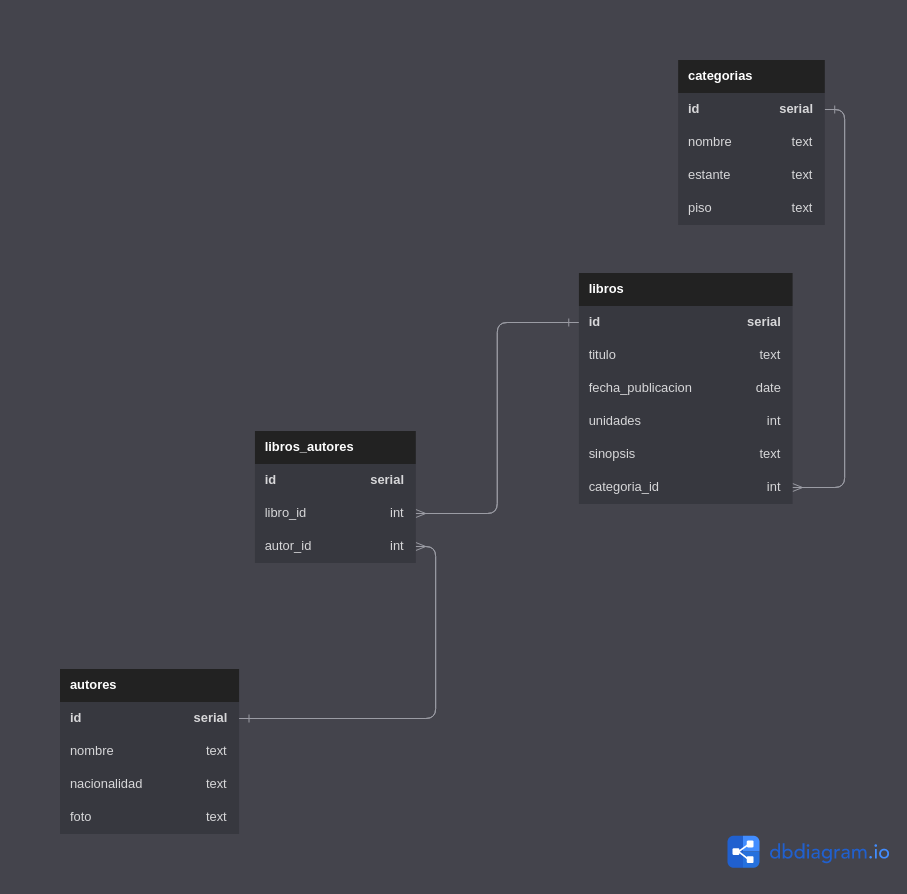 categorias
id serial
nombre text
estante text
piso text
libros
id serial
titulo text
fecha_publicacion date
unidades int
sinopsis text
categoria_id int
libros_autores
id serial
libro_id int
autor_id int
autores
id serial
nombre text
nacionalidad text
foto text
dbdiagram.io